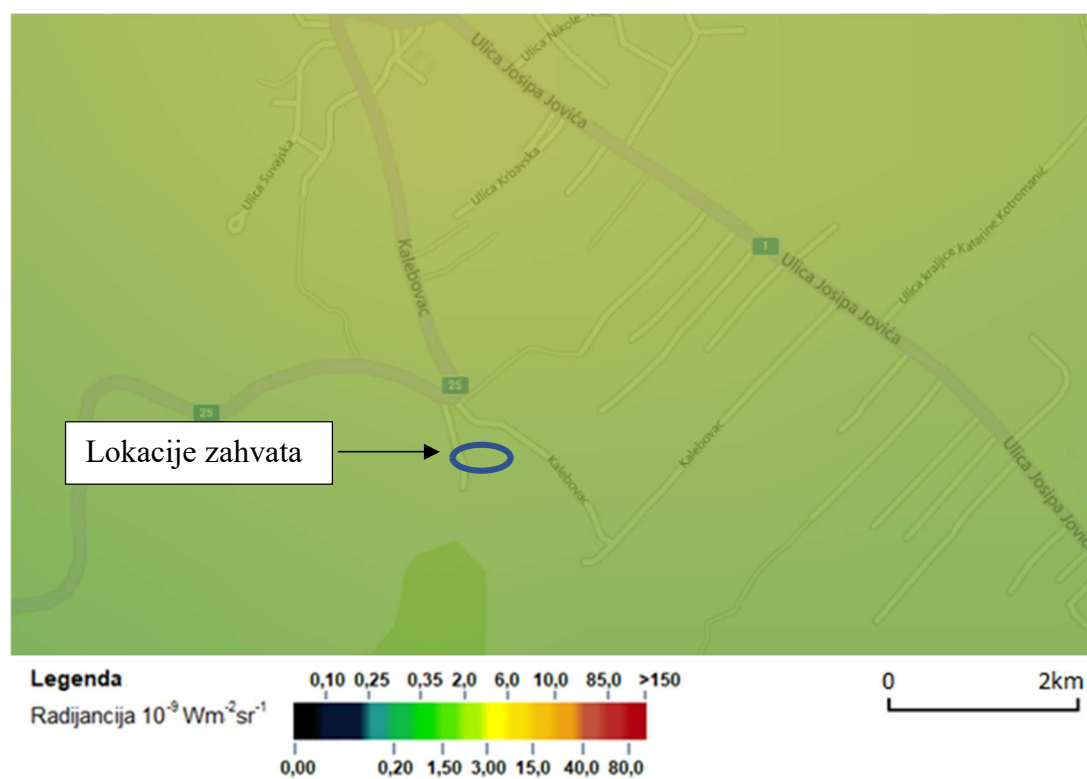 Ulica Nikole Tesle
Ulica Josipa Jovića
Ulica Suvajska
Ulica Krbavska
Kalebovac
1
Ulica Josipa Jovića
Ulica kraljice Katarine Kotromanić
25
25
Lokacije zahvata
Kalebovac
Kalebovac
Ulica Josipa Jovića
Legenda
Radijancija 10⁻⁹ Wm⁻²sr⁻¹
0,10 0,25 0,35 2,0 6,0 10,0 85,0 >150
0,00 0,20 1,50 3,00 15,0 40,0 80,0
0 2km